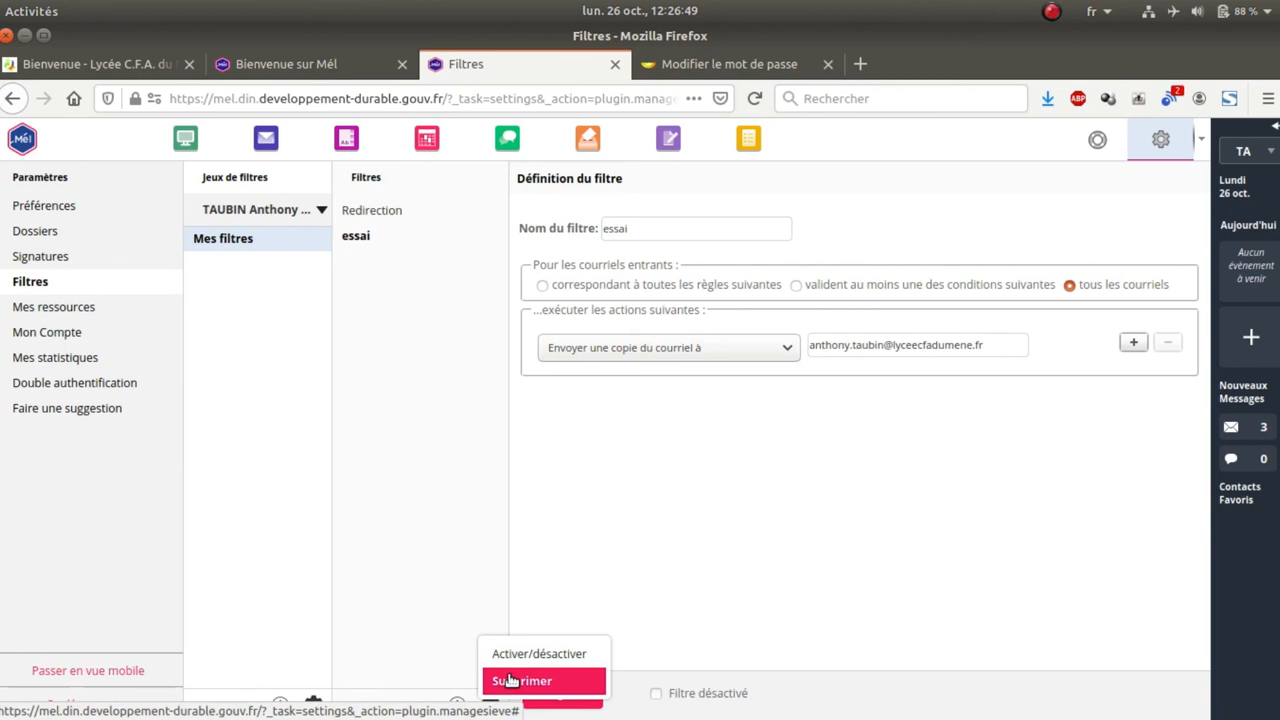 Activités
lun. 26 oct., 12:26:49
fr
88 %
Filtres - Mozilla Firefox
Bienvenue - Lycée C.F.A. du
Bienvenue sur Mél
Filtres
Modifier le mot de passe
https://mel.din.developpement-durable.gouv.fr/?_task=settings&_action=plugin.manage
Rechercher
ABP
2
Mél
TA
Paramètres
Préférences
Dossiers
Signatures
Filtres
Mes ressources
Mon Compte
Mes statistiques
Double authentification
Faire une suggestion
Passer en vue mobile
Jeux de filtres
TAUBIN Anthony ...
Mes filtres
Filtres
Redirection
essai
Définition du filtre
Nom du filtre: essai
Pour les courriels entrants :
correspondant à toutes les règles suivantes
valident au moins une des conditions suivantes
tous les courriels
...exécuter les actions suivantes :
Envoyer une copie du courriel à
anthony.taubin@lyceecfadumene.fr
Activer/désactiver
Supprimer
Filtre désactivé
Lundi
26 oct.
Aujourd'hui
Aucun
évènement
à venir
Nouveaux
Messages
3
0
Contacts
Favoris
https://mel.din.developpement-durable.gouv.fr/?_task=settings&_action=plugin.managesieve#